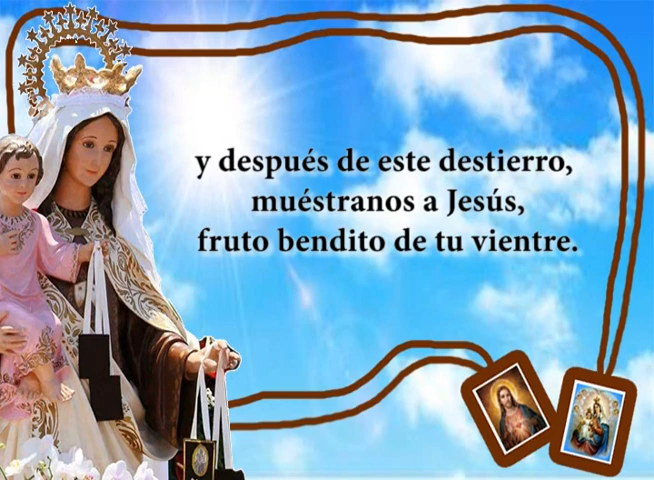 y después de este destierro,
muéstranos a Jesús,
fruto bendito de tu vientre.